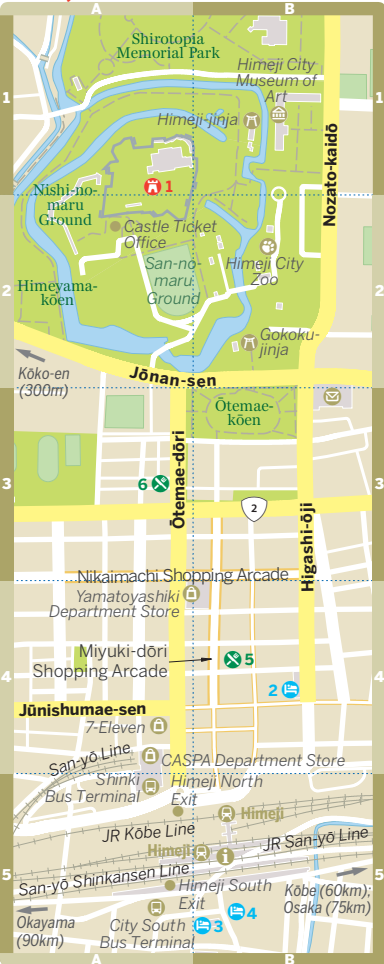 A
B
Shirotopia
Memorial Park
Himeji City
Museum of
Art
1
1
Himeji-jinja
Nozato-kaidō
1
Nishi-no-
maru
Ground
Castle Ticket
Office
San-no-
maru
Ground
Himeji City
Zoo
2
2
Himeyama-
kōen
Gokoku-
jinja
Kōko-en
(300m)
Jōnan-sen
Ōtemae-
kōen
Ōtemae-dōri
6
3
3
2
Higashi-ōji
Nikaimachi Shopping Arcade
Yamatoyashiki
Department Store
Miyuki-dōri
Shopping Arcade
5
4
4
2
Jūnishumae-sen
7-Eleven
San-yō Line
CASPA Department Store
Shinki
Bus Terminal
Himeji North
Exit
Himeji
JR Kōbe Line
JR San-yō Line
Himeji
San-yō Shinkansen Line
5
5
Himeji South
Exit
Kōbe (60km);
Osaka (75km)
Okayama
(90km)
City South
Bus Terminal
3
4
A
B